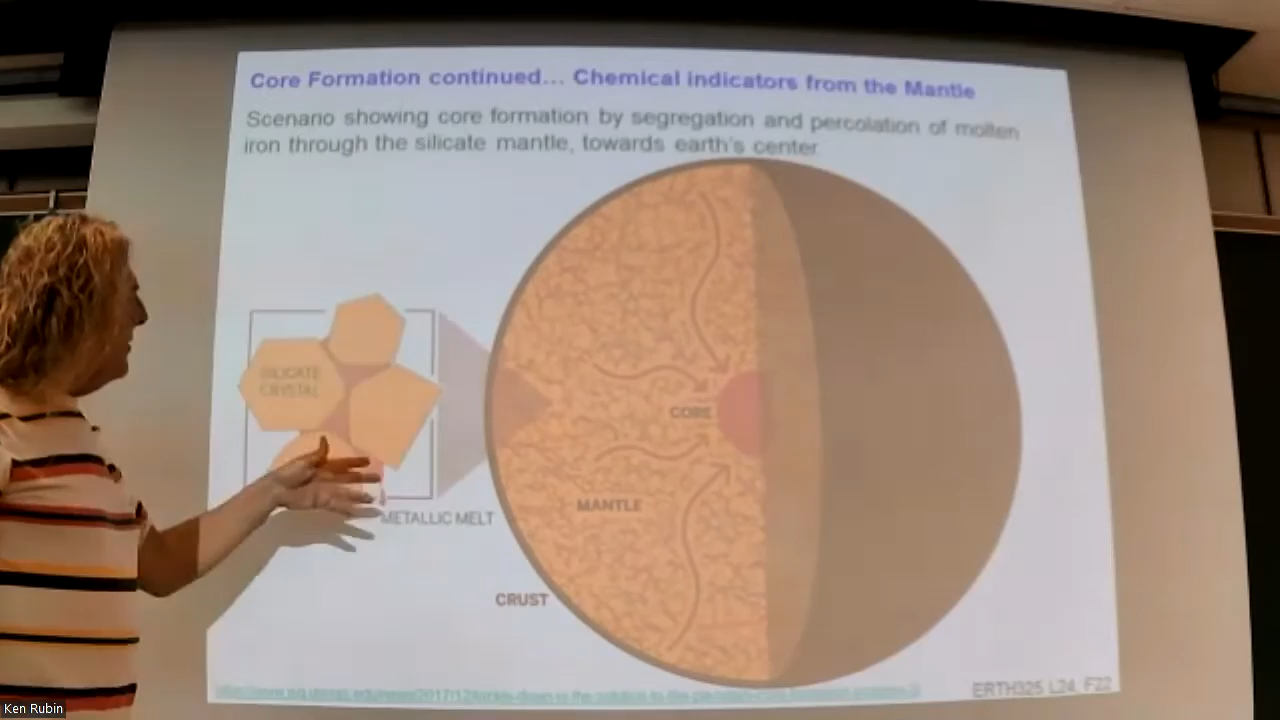 Core Formation continued... Chemical indicators from the Mantle
Scenario showing core formation by segregation and percolation of molten
iron through the silicate mantle, towards earth's center
SILICATE
CRYSTAL
CORE
MANTLE
METALLIC MELT
CRUST
ERTH325 L24, F22
Ken Rubin